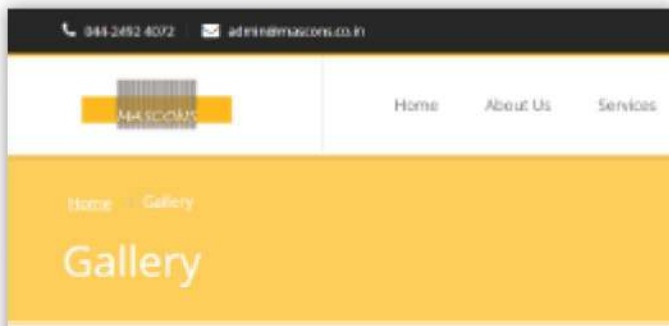 044-2492 4072 admin@mascons.co.in
MASCONS
Home About Us Services
Home Gallery
Gallery